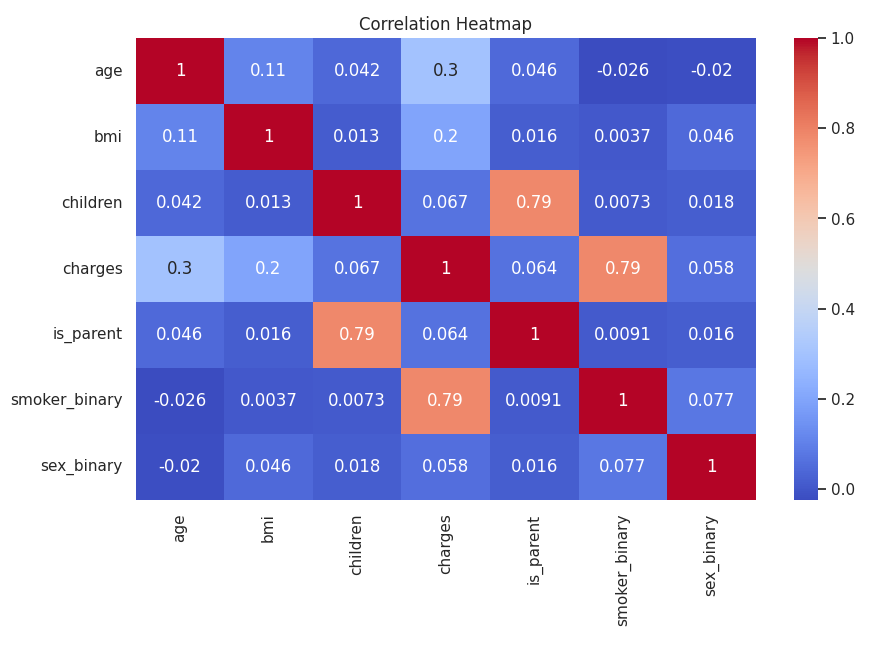 Correlation Heatmap
age 1 0.11 0.042 0.3 0.046 -0.026 -0.02
bmi 0.11 1 0.013 0.2 0.016 0.0037 0.046
children 0.042 0.013 1 0.067 0.79 0.0073 0.018
charges 0.3 0.2 0.067 1 0.064 0.79 0.058
is_parent 0.046 0.016 0.79 0.064 1 0.0091 0.016
smoker_binary -0.026 0.0037 0.0073 0.79 0.0091 1 0.077
sex_binary -0.02 0.046 0.018 0.058 0.016 0.077 1
age bmi children charges is_parent smoker_binary sex_binary
1.0
0.8
0.6
0.4
0.2
0.0